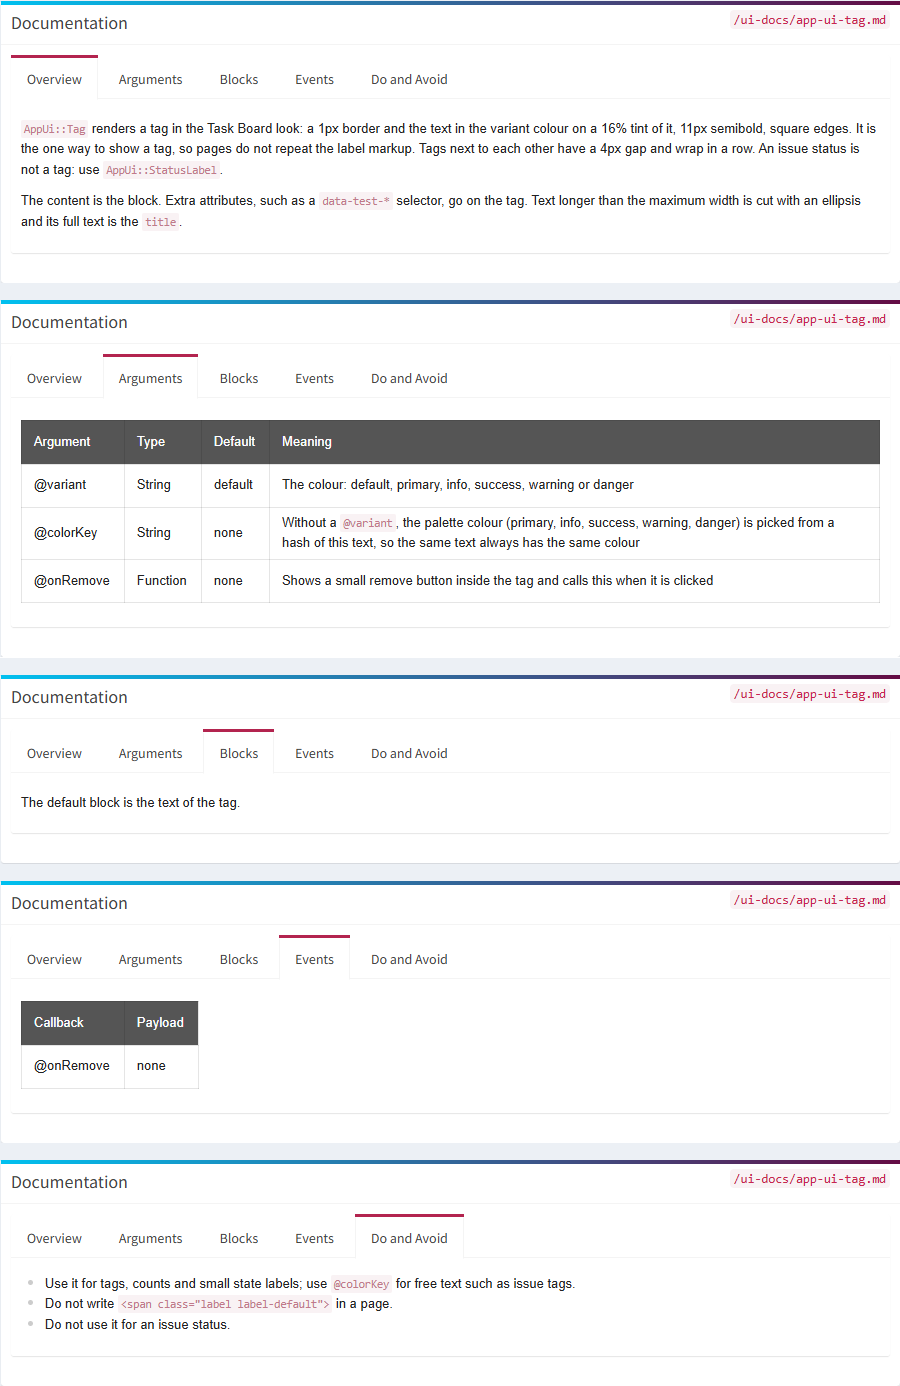 Documentation
/ui-docs/app-ui-tag.md
Overview Arguments Blocks Events Do and Avoid
AppUi::Tag renders a tag in the Task Board look: a 1px border and the text in the variant colour on a 16% tint of it, 11px semibold, square edges. It is
the one way to show a tag, so pages do not repeat the label markup. Tags next to each other have a 4px gap and wrap in a row. An issue status is
not a tag: use AppUi::StatusLabel.
The content is the block. Extra attributes, such as a data-test-* selector, go on the tag. Text longer than the maximum width is cut with an ellipsis
and its full text is the title.
Documentation
/ui-docs/app-ui-tag.md
Overview Arguments Blocks Events Do and Avoid
Argument Type Default Meaning
@variant String default The colour: default, primary, info, success, warning or danger
@colorKey String none Without a @variant, the palette colour (primary, info, success, warning, danger) is picked from a
hash of this text, so the same text always has the same colour
@onRemove Function none Shows a small remove button inside the tag and calls this when it is clicked
Documentation
/ui-docs/app-ui-tag.md
Overview Arguments Blocks Events Do and Avoid
The default block is the text of the tag.
Documentation
/ui-docs/app-ui-tag.md
Overview Arguments Blocks Events Do and Avoid
Callback Payload
@onRemove none
Documentation
/ui-docs/app-ui-tag.md
Overview Arguments Blocks Events Do and Avoid
Use it for tags, counts and small state labels; use @colorKey for free text such as issue tags.
Do not write <span class="label label-default"> in a page.
Do not use it for an issue status.